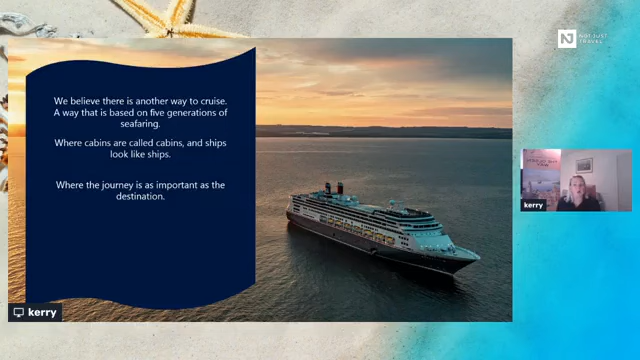 We believe there is another way to cruise.
A way that is based on five generations of
seafaring.
Where cabins are called cabins, and ships
look like ships.
Where the journey is as important as the
destination.
NJ
NOT JUST
TRAVEL
kerry
kerry